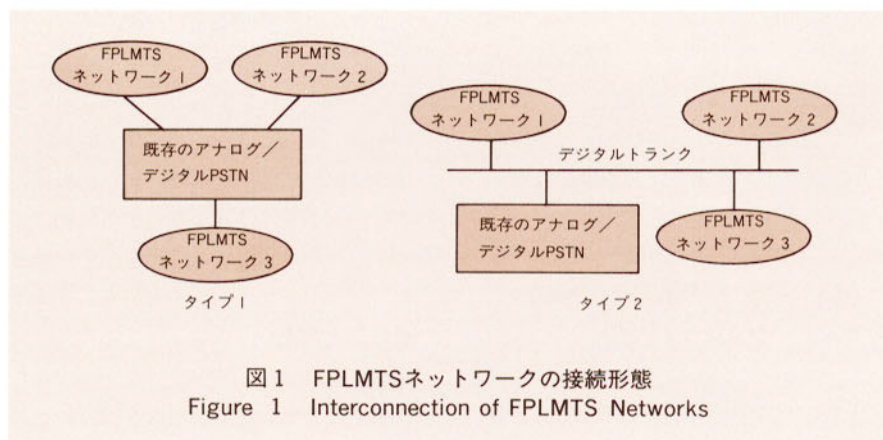 FPLMTS
ネットワーク1
FPLMTS
ネットワーク2
既存のアナログ／
デジタルPSTN
FPLMTS
ネットワーク3
タイプ1
FPLMTS
ネットワーク1
FPLMTS
ネットワーク2
デジタルトランク
既存のアナログ／
デジタルPSTN
FPLMTS
ネットワーク3
タイプ2
図1 FPLMTSネットワークの接続形態
Figure 1 Interconnection of FPLMTS Networks